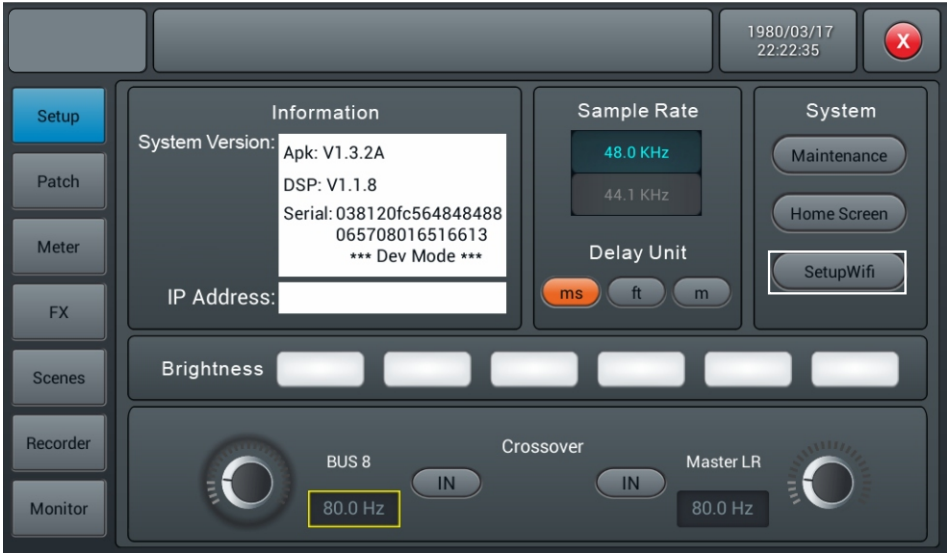 1980/03/17
22:22:35
X
Setup
Patch
Meter
FX
Scenes
Recorder
Monitor
Information
System Version:
Apk: V1.3.2A
DSP: V1.1.8
Serial: 038120fc564848488
065708016516613
*** Dev Mode ***
IP Address:
Sample Rate
48.0 KHz
44.1 KHz
Delay Unit
ms ft m
System
Maintenance
Home Screen
SetupWifi
Brightness
Crossover
BUS 8
80.0 Hz
IN
IN
Master LR
80.0 Hz